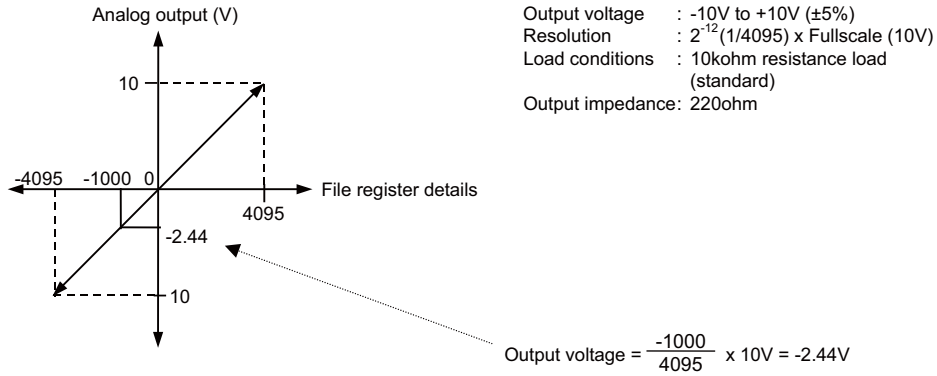 Analog output (V)
10
-4095 -1000 0
File register details
4095
-2.44
10
Output voltage : -10V to +10V (±5%)
Resolution : 2^-12(1/4095) x Fullscale (10V)
Load conditions : 10kohm resistance load
(standard)
Output impedance: 220ohm
Output voltage = -1000/4095 x 10V = -2.44V